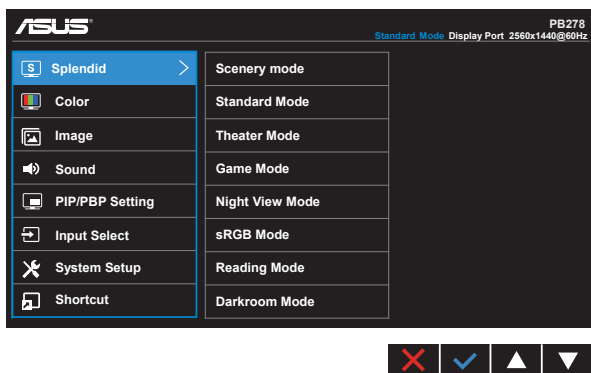 ASUS
PB278
Standard Mode Display Port 2560x1440@60Hz
S Splendid
Color
Image
Sound
PIP/PBP Setting
Input Select
System Setup
Shortcut
Scenery mode
Standard Mode
Theater Mode
Game Mode
Night View Mode
sRGB Mode
Reading Mode
Darkroom Mode